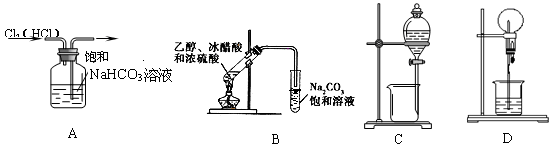 Cl₂(HCl)
饱和
NaHCO₃溶液
A
乙醇、冰醋酸
和浓硫酸
Na₂CO₃
饱和溶液
B
C
D